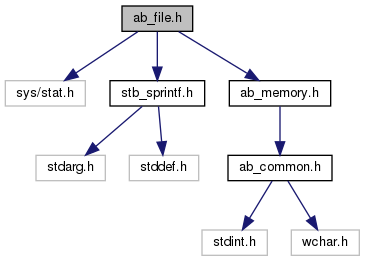 ab_file.h
sys/stat.h
stb_sprintf.h
ab_memory.h
stdarg.h
stddef.h
ab_common.h
stdint.h
wchar.h